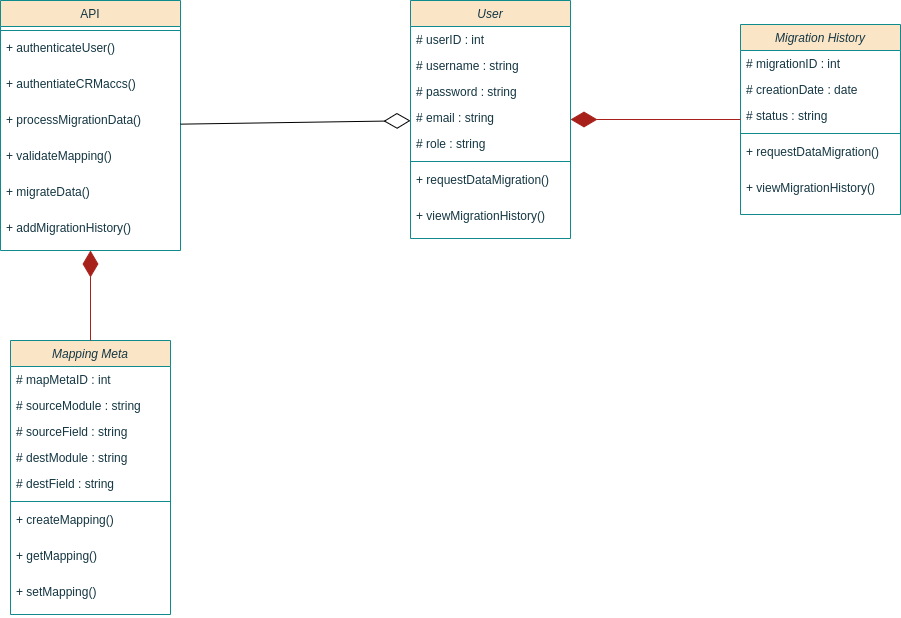 API
+ authenticateUser()
+ authentiateCRMaccs()
+ processMigrationData()
+ validateMapping()
+ migrateData()
+ addMigrationHistory()
User
# userID : int
# username : string
# password : string
# email : string
# role : string
+ requestDataMigration()
+ viewMigrationHistory()
Migration History
# migrationID : int
# creationDate : date
# status : string
+ requestDataMigration()
+ viewMigrationHistory()
Mapping Meta
# mapMetaID : int
# sourceModule : string
# sourceField : string
# destModule : string
# destField : string
+ createMapping()
+ getMapping()
+ setMapping()